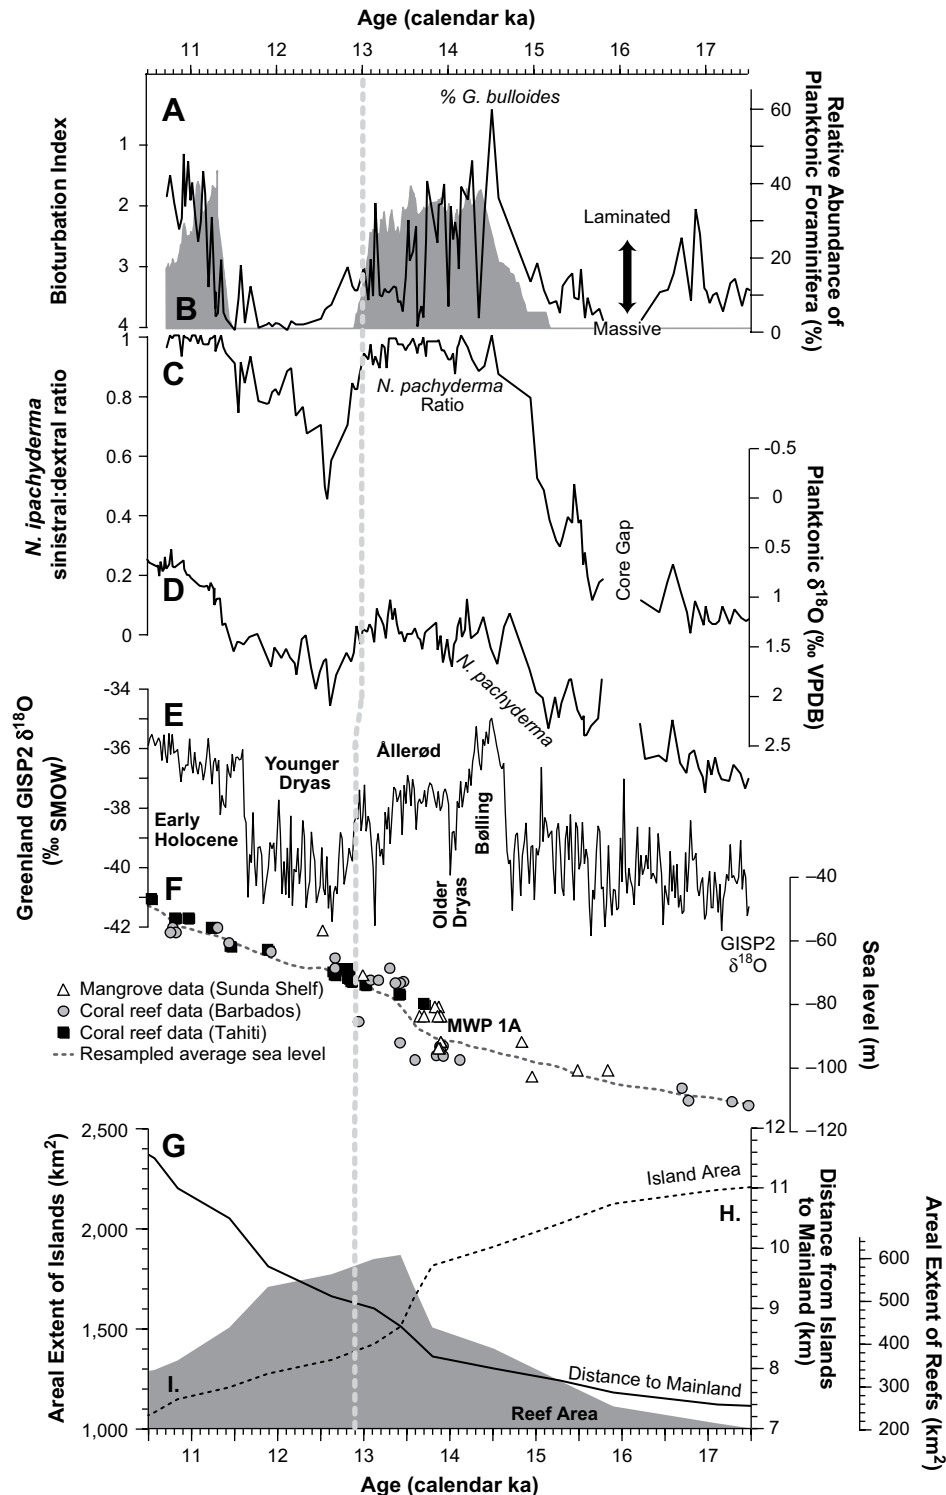 Age (calendar ka)
11 12 13 14 15 16 17
A
% G. bulloides
Bioturbation Index
1
2
3
4
B
Laminated
Massive
60
40
20
0
Relative Abundance of
Planktonic Foraminifera (%)
C
N. pachyderma
Ratio
N. ipachyderma
sinistral:dextral ratio
1
0.8
0.6
0.4
0.2
0
Core Gap
-0.5
0
0.5
1
1.5
2
2.5
Planktonic δ18O (‰ VPDB)
D
N. pachyderma
E
Greenland GISP2 δ18O
(‰ SMOW)
-34
-36
-38
-40
-42
Early
Holocene
Younger
Dryas
Ållerød
Older
Dryas
Bølling
GISP2
δ18O
F
−40
−60
−80
−100
−120
Sea level (m)
Mangrove data (Sunda Shelf)
Coral reef data (Barbados)
Coral reef data (Tahiti)
Resampled average sea level
MWP 1A
G
Areal Extent of Islands (km2)
2,500
2,000
1,500
1,000
Island Area
H.
I.
Distance to Mainland
Reef Area
12
11
10
9
8
7
Distance from Islands
to Mainland (km)
600
500
400
300
200
Areal Extent of Reefs (km2)
11 12 13 14 15 16 17
Age (calendar ka)